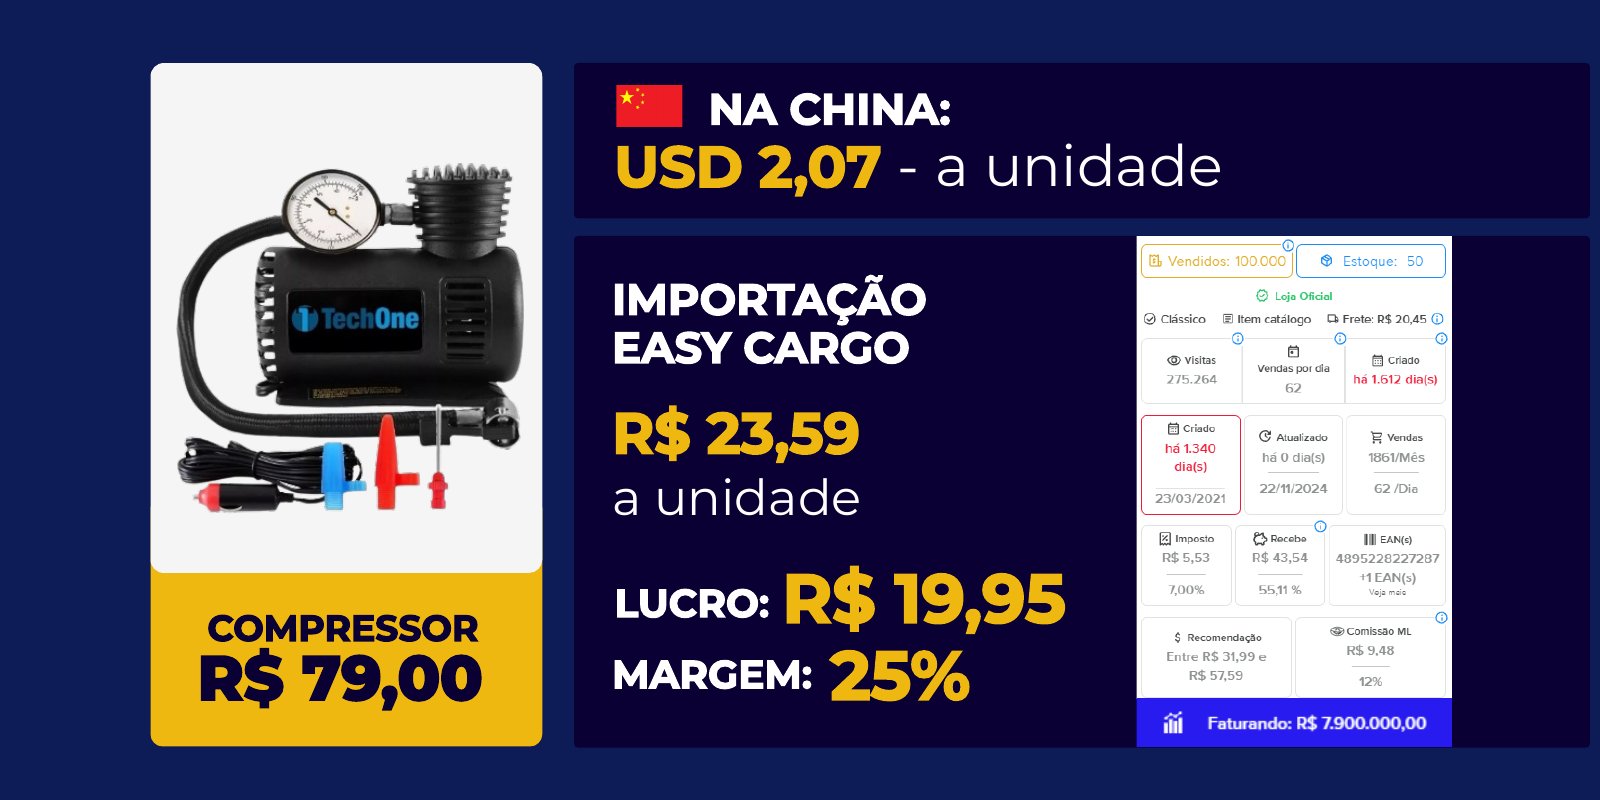 TechOne
COMPRESSOR
R$ 79,00
NA CHINA:
USD 2,07 - a unidade
IMPORTAÇÃO
EASY CARGO
R$ 23,59
a unidade
LUCRO: R$ 19,95
MARGEM: 25%
Vendidos: 100.000
Estoque: 50
Loja Oficial
Clássico
Item catálogo
Frete: R$ 20,45
Visitas
275.264
Vendas por dia
62
Criado
há 1.612 dia(s)
Criado
há 1.340
dia(s)
23/03/2021
Atualizado
há 0 dia(s)
22/11/2024
Vendas
1861/Mês
62 /Dia
Imposto
R$ 5,53
7,00%
Recebe
R$ 43,54
55,11 %
EAN(s)
4895228227287
+1 EAN(s)
Veja mais
Recomendação
Entre R$ 31,99 e
R$ 57,59
Comissão ML
R$ 9,48
12%
Faturando: R$ 7.900.000,00